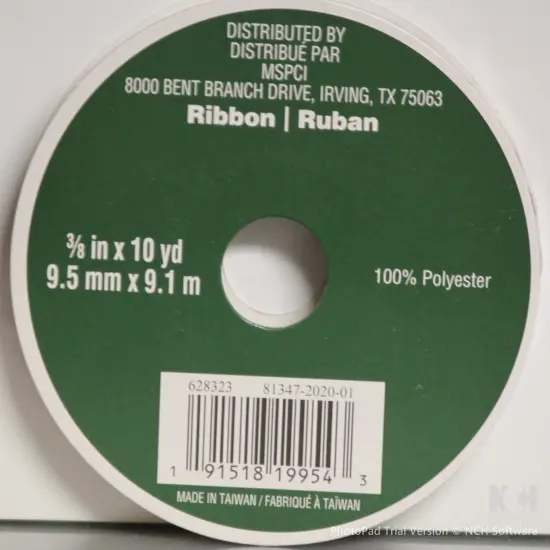 DISTRIBUTED BY
DISTRIBUÉ PAR
MSPCI
8000 BENT BRANCH DRIVE, IRVING, TX 75063
Ribbon | Ruban
⅜ in x 10 yd
9.5 mm x 9.1 m
100% Polyester
628323 81347-2020-01
1 91518 19954 3
MADE IN TAIWAN / FABRIQUÉ À TAÏWAN
NCH
PhotoPad Trial Version © NCH Software